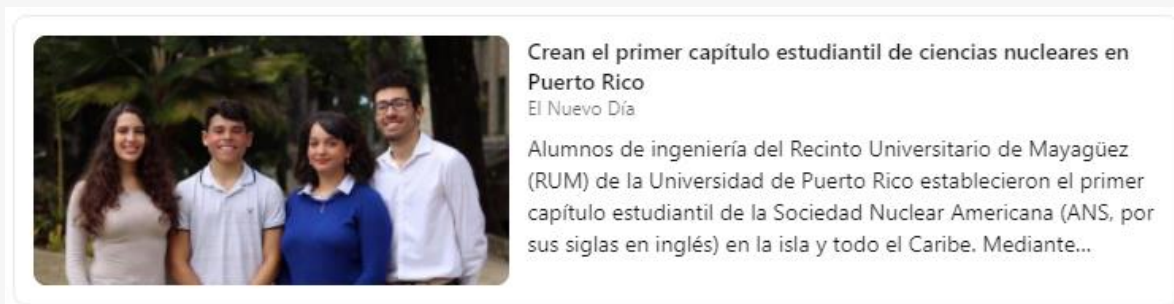 Crean el primer capítulo estudiantil de ciencias nucleares en
Puerto Rico
El Nuevo Día
Alumnos de ingeniería del Recinto Universitario de Mayagüez
(RUM) de la Universidad de Puerto Rico establecieron el primer
capítulo estudiantil de la Sociedad Nuclear Americana (ANS, por
sus siglas en inglés) en la isla y todo el Caribe. Mediante...